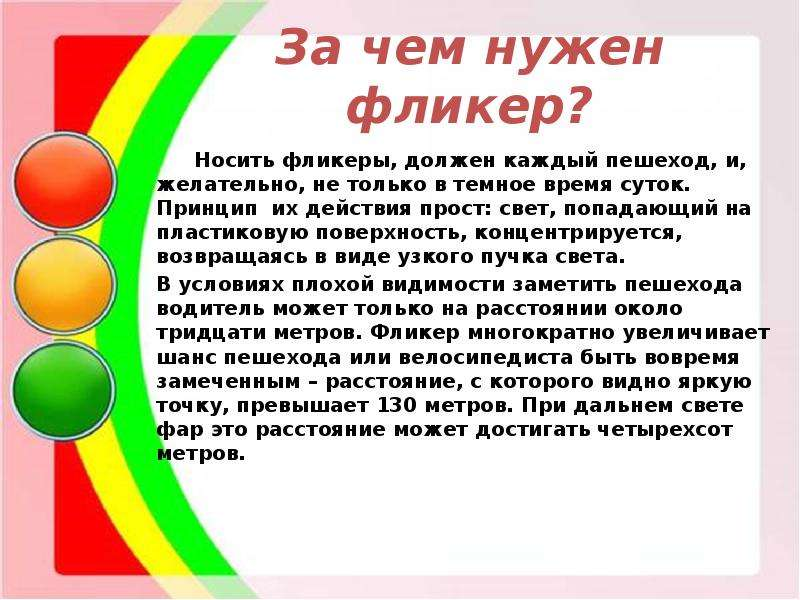 За чем нужен
фликер?
Носить фликеры, должен каждый пешеход, и,
желательно, не только в темное время суток.
Принцип их действия прост: свет, попадающий на
пластиковую поверхность, концентрируется,
возвращаясь в виде узкого пучка света.
В условиях плохой видимости заметить пешехода
водитель может только на расстоянии около
тридцати метров. Фликер многократно увеличивает
шанс пешехода или велосипедиста быть вовремя
замеченным – расстояние, с которого видно яркую
точку, превышает 130 метров. При дальнем свете
фар это расстояние может достигать четырехсот
метров.